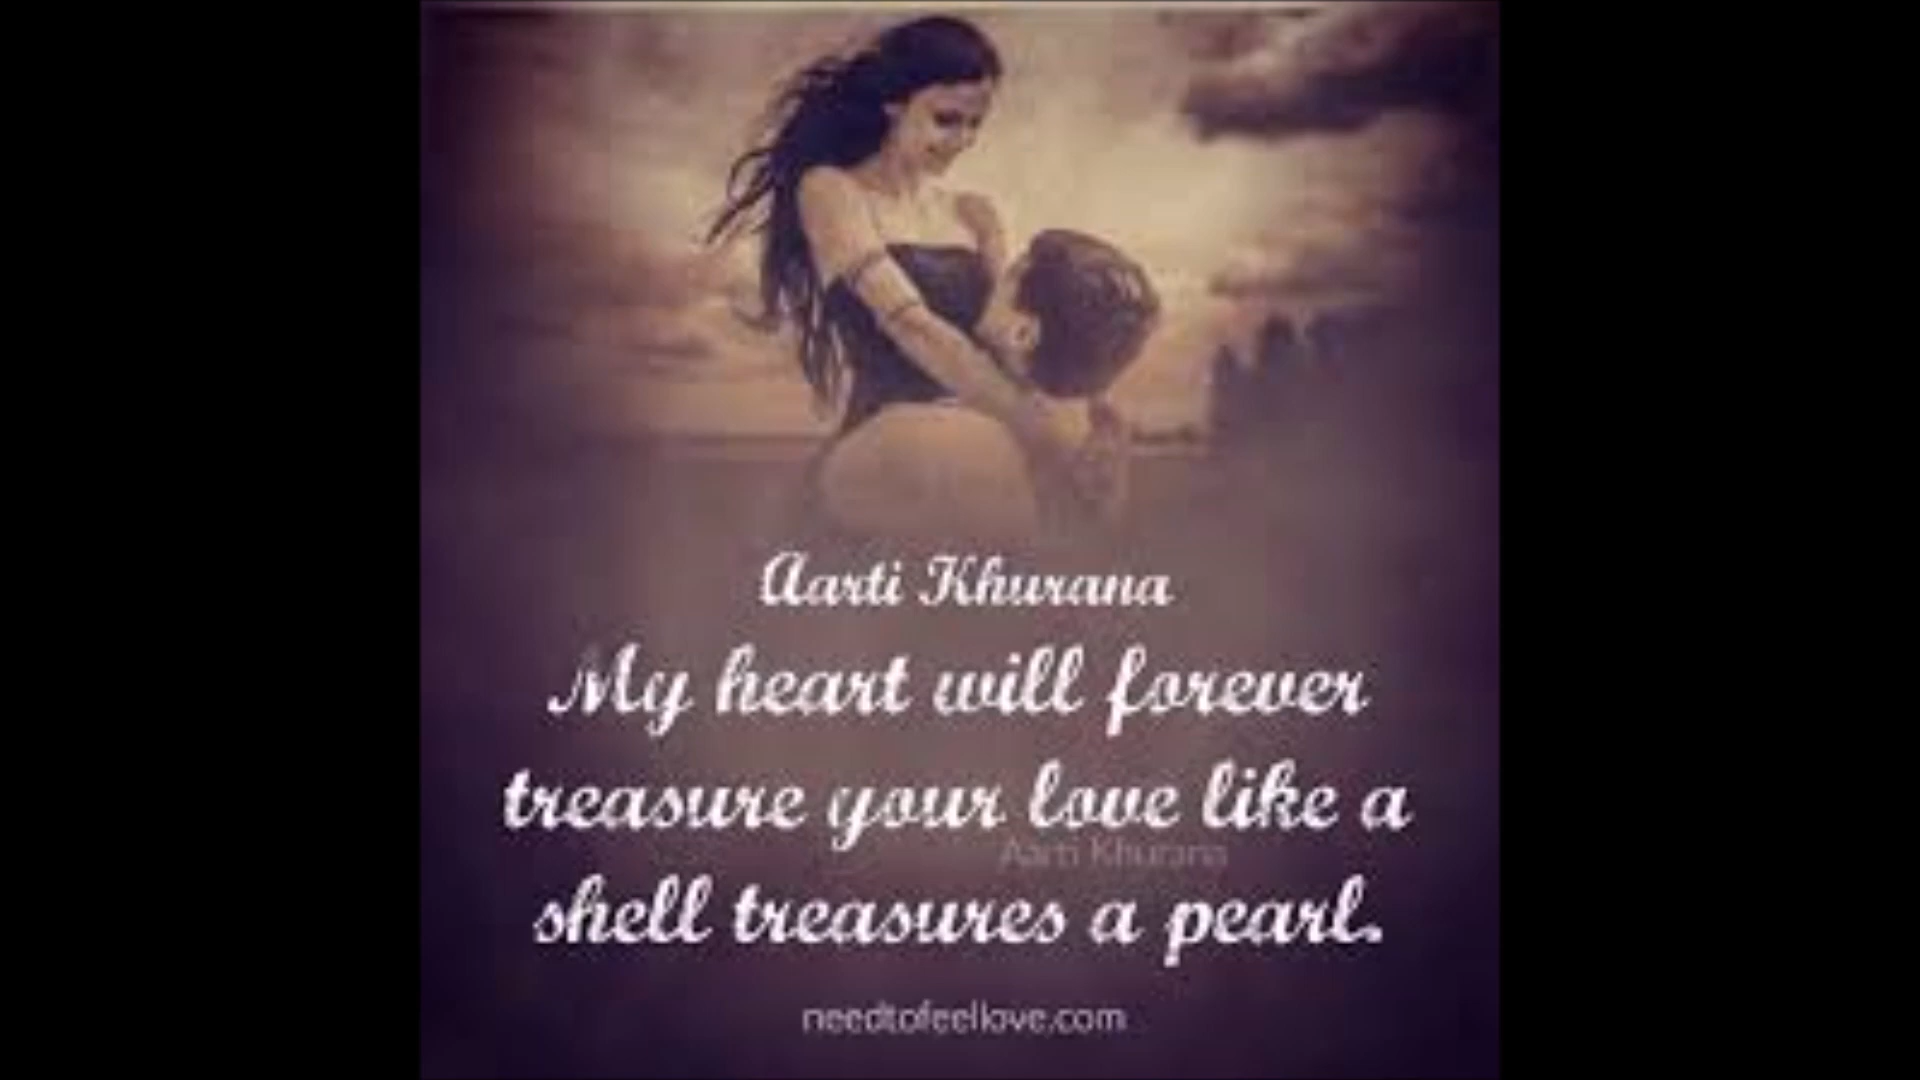 Aarti Khurana
My heart will forever
treasure your love like a
Aarti Khurana
shell treasures a pearl.
needtofeellove.com